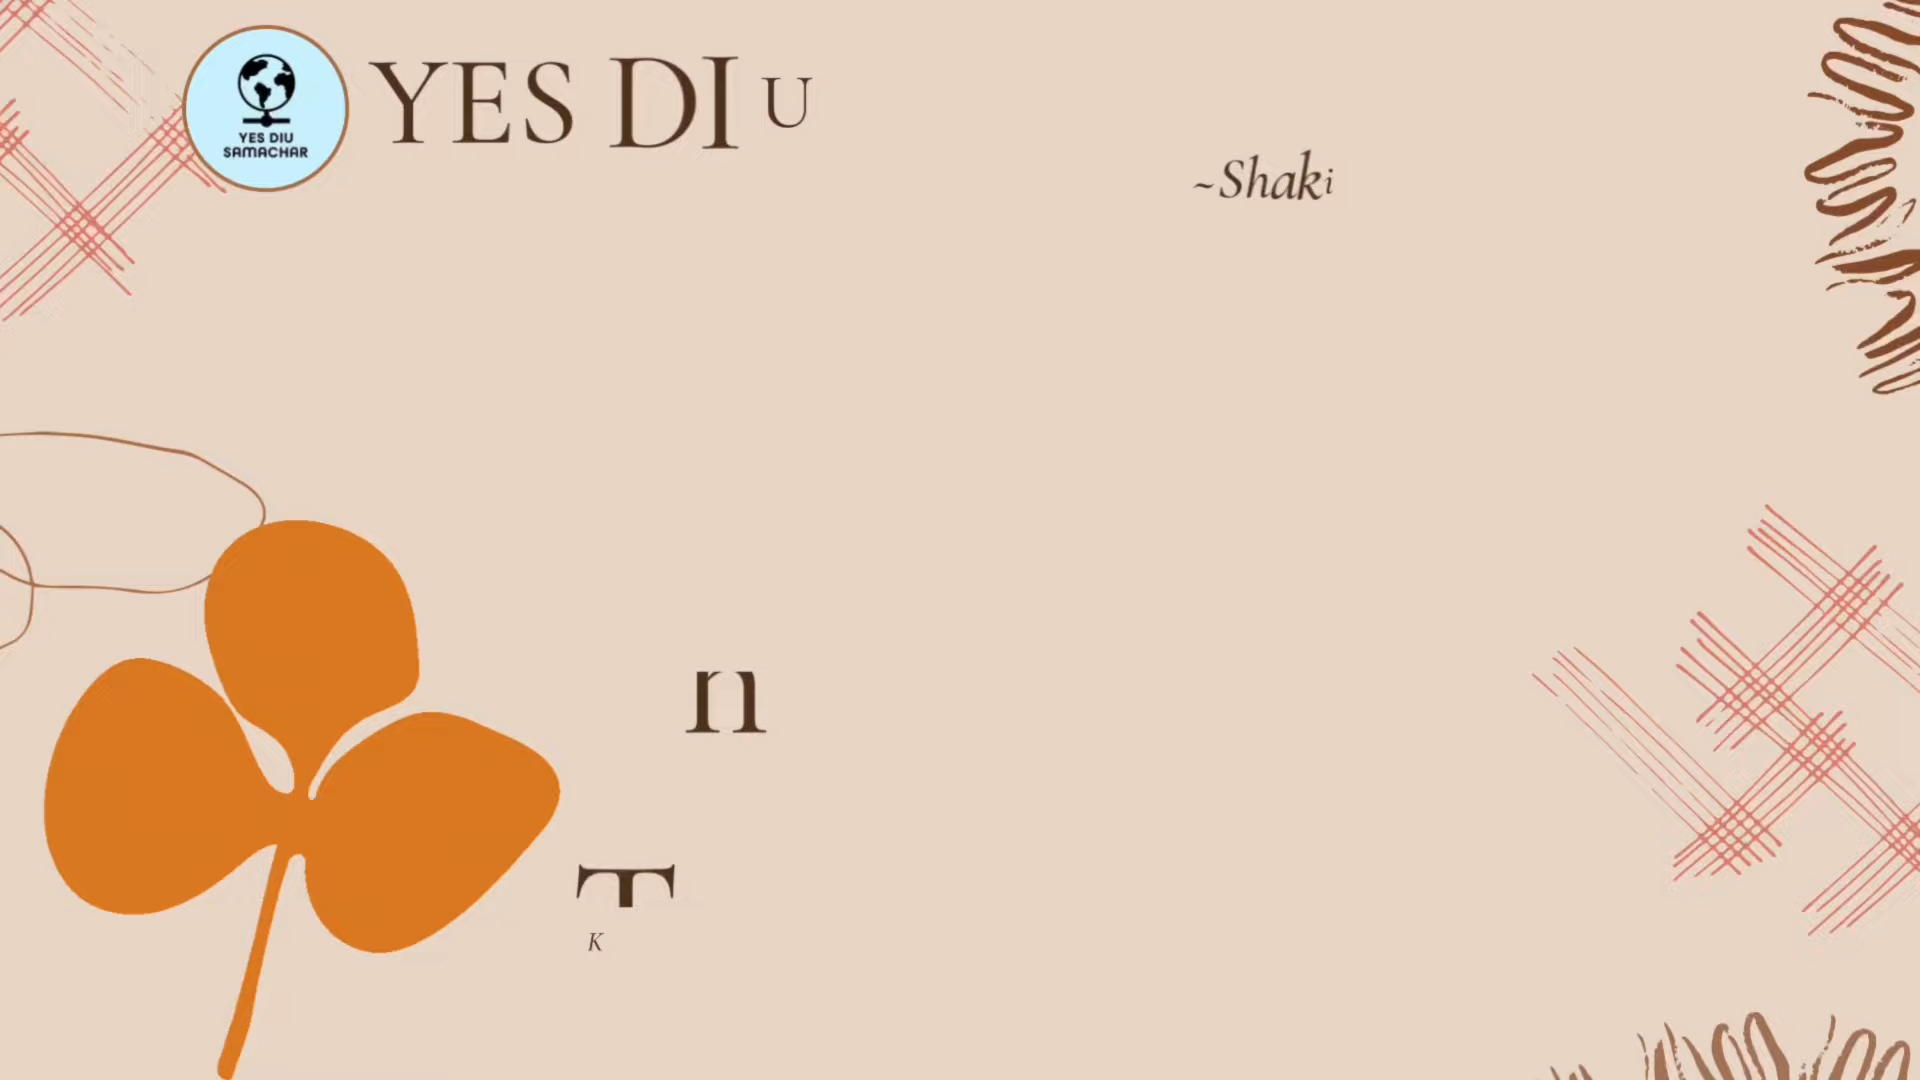 YES DIU
SAMACHAR
YES DI U
~Shaki
n
T
K